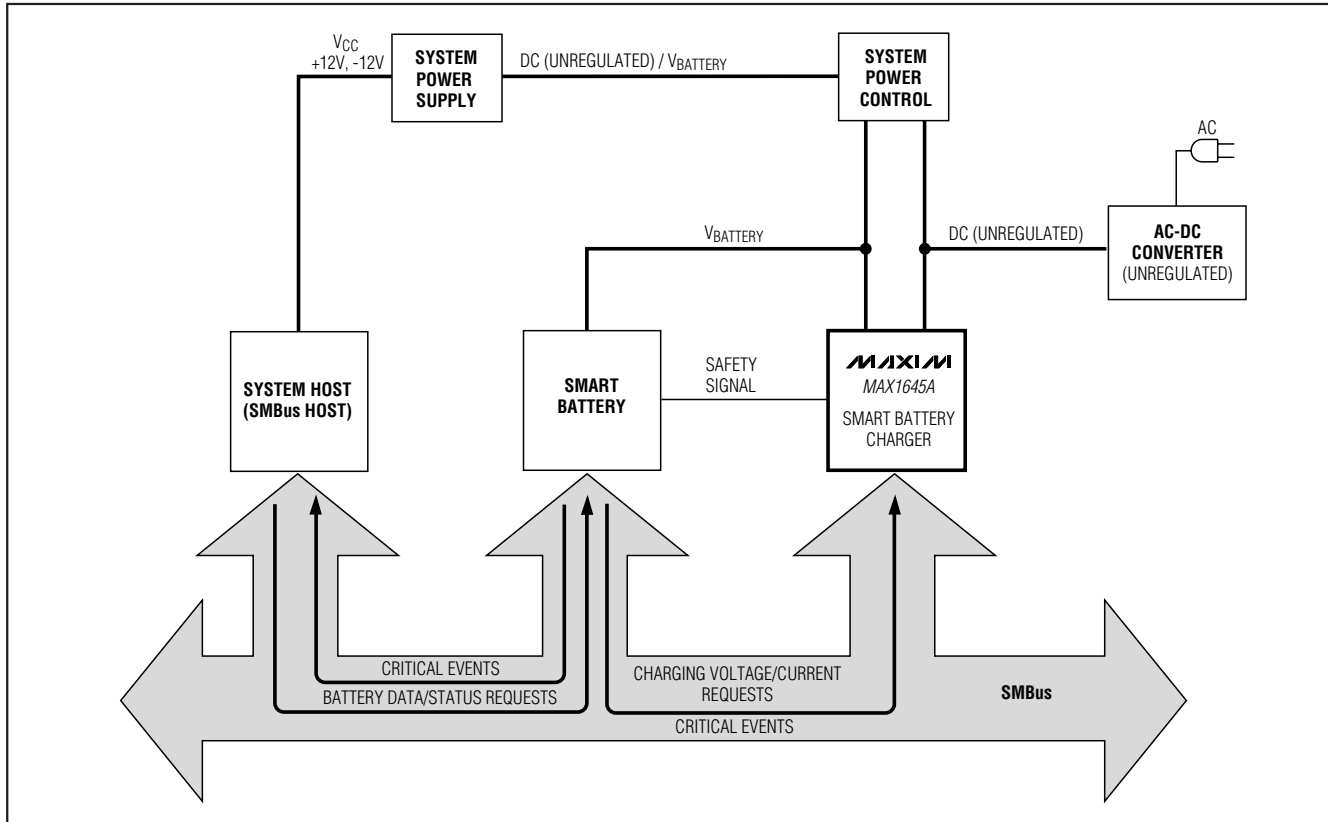 VCC
+12V, -12V
SYSTEM
POWER
SUPPLY
DC (UNREGULATED) / VBATTERY
SYSTEM
POWER
CONTROL
AC
VBATTERY
DC (UNREGULATED)
AC-DC
CONVERTER
(UNREGULATED)
SYSTEM HOST
(SMBus HOST)
SMART
BATTERY
SAFETY
SIGNAL
MAXIM
MAX1645A
SMART BATTERY
CHARGER
CRITICAL EVENTS
BATTERY DATA/STATUS REQUESTS
CHARGING VOLTAGE/CURRENT
REQUESTS
CRITICAL EVENTS
SMBus